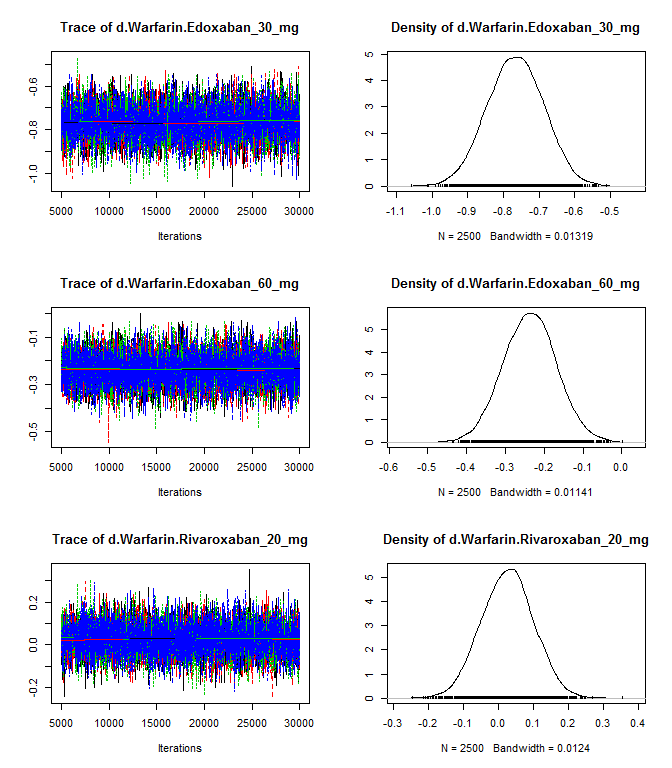 Trace of d.Warfarin.Edoxaban_30_mg
-0.6
-0.8
-1.0
5000 10000 15000 20000 25000 30000
Iterations
Density of d.Warfarin.Edoxaban_30_mg
5
4
3
2
1
0
-1.1 -1.0 -0.9 -0.8 -0.7 -0.6 -0.5
N = 2500 Bandwidth = 0.01319
Trace of d.Warfarin.Edoxaban_60_mg
-0.1
-0.3
-0.5
5000 10000 15000 20000 25000 30000
Iterations
Density of d.Warfarin.Edoxaban_60_mg
5
4
3
2
1
0
-0.6 -0.5 -0.4 -0.3 -0.2 -0.1 0.0
N = 2500 Bandwidth = 0.01141
Trace of d.Warfarin.Rivaroxaban_20_mg
0.2
0.0
-0.2
5000 10000 15000 20000 25000 30000
Iterations
Density of d.Warfarin.Rivaroxaban_20_mg
5
4
3
2
1
0
-0.3 -0.2 -0.1 0.0 0.1 0.2 0.3 0.4
N = 2500 Bandwidth = 0.0124